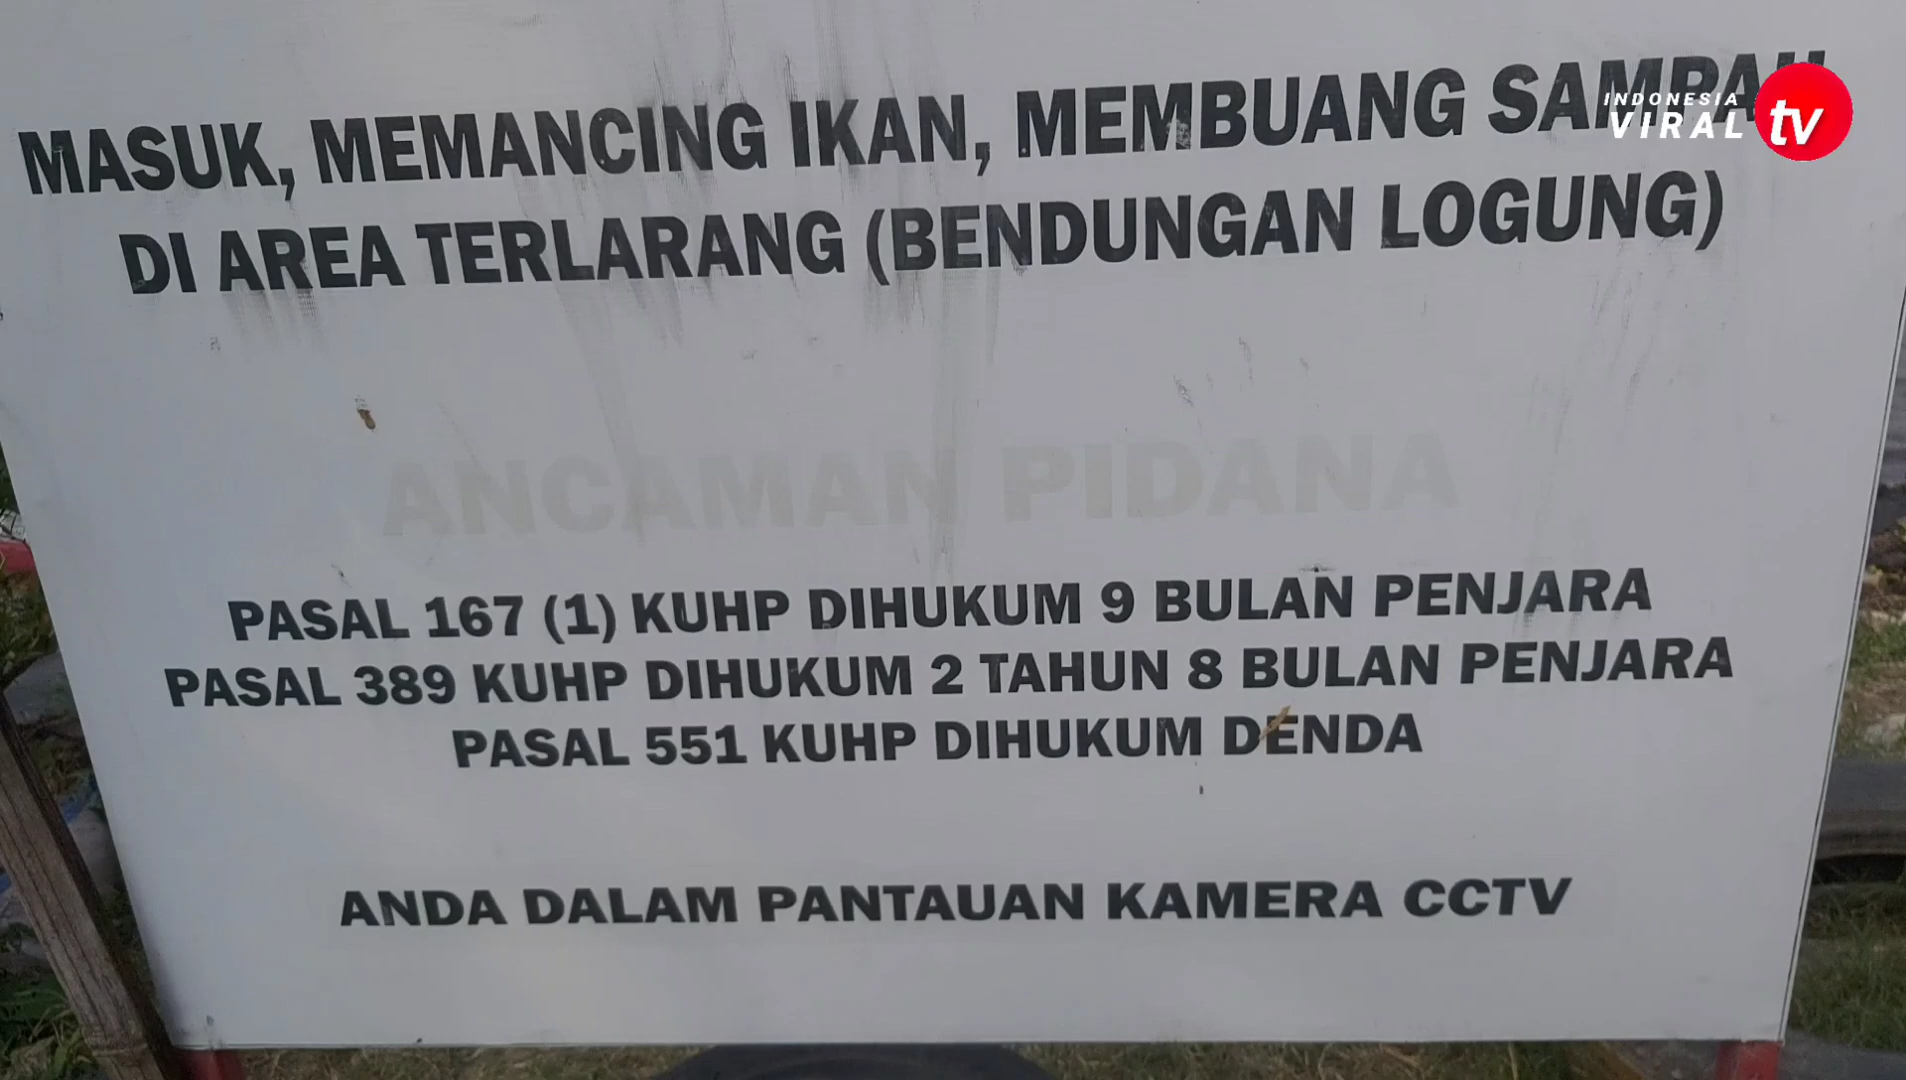 MASUK, MEMANCING IKAN, MEMBUANG SAMPAH
INDONESIA
VIRAL tv
DI AREA TERLARANG (BENDUNGAN LOGUNG)
ANCAMAN PIDANA
PASAL 167 (1) KUHP DIHUKUM 9 BULAN PENJARA
PASAL 389 KUHP DIHUKUM 2 TAHUN 8 BULAN PENJARA
PASAL 551 KUHP DIHUKUM DENDA
ANDA DALAM PANTAUAN KAMERA CCTV